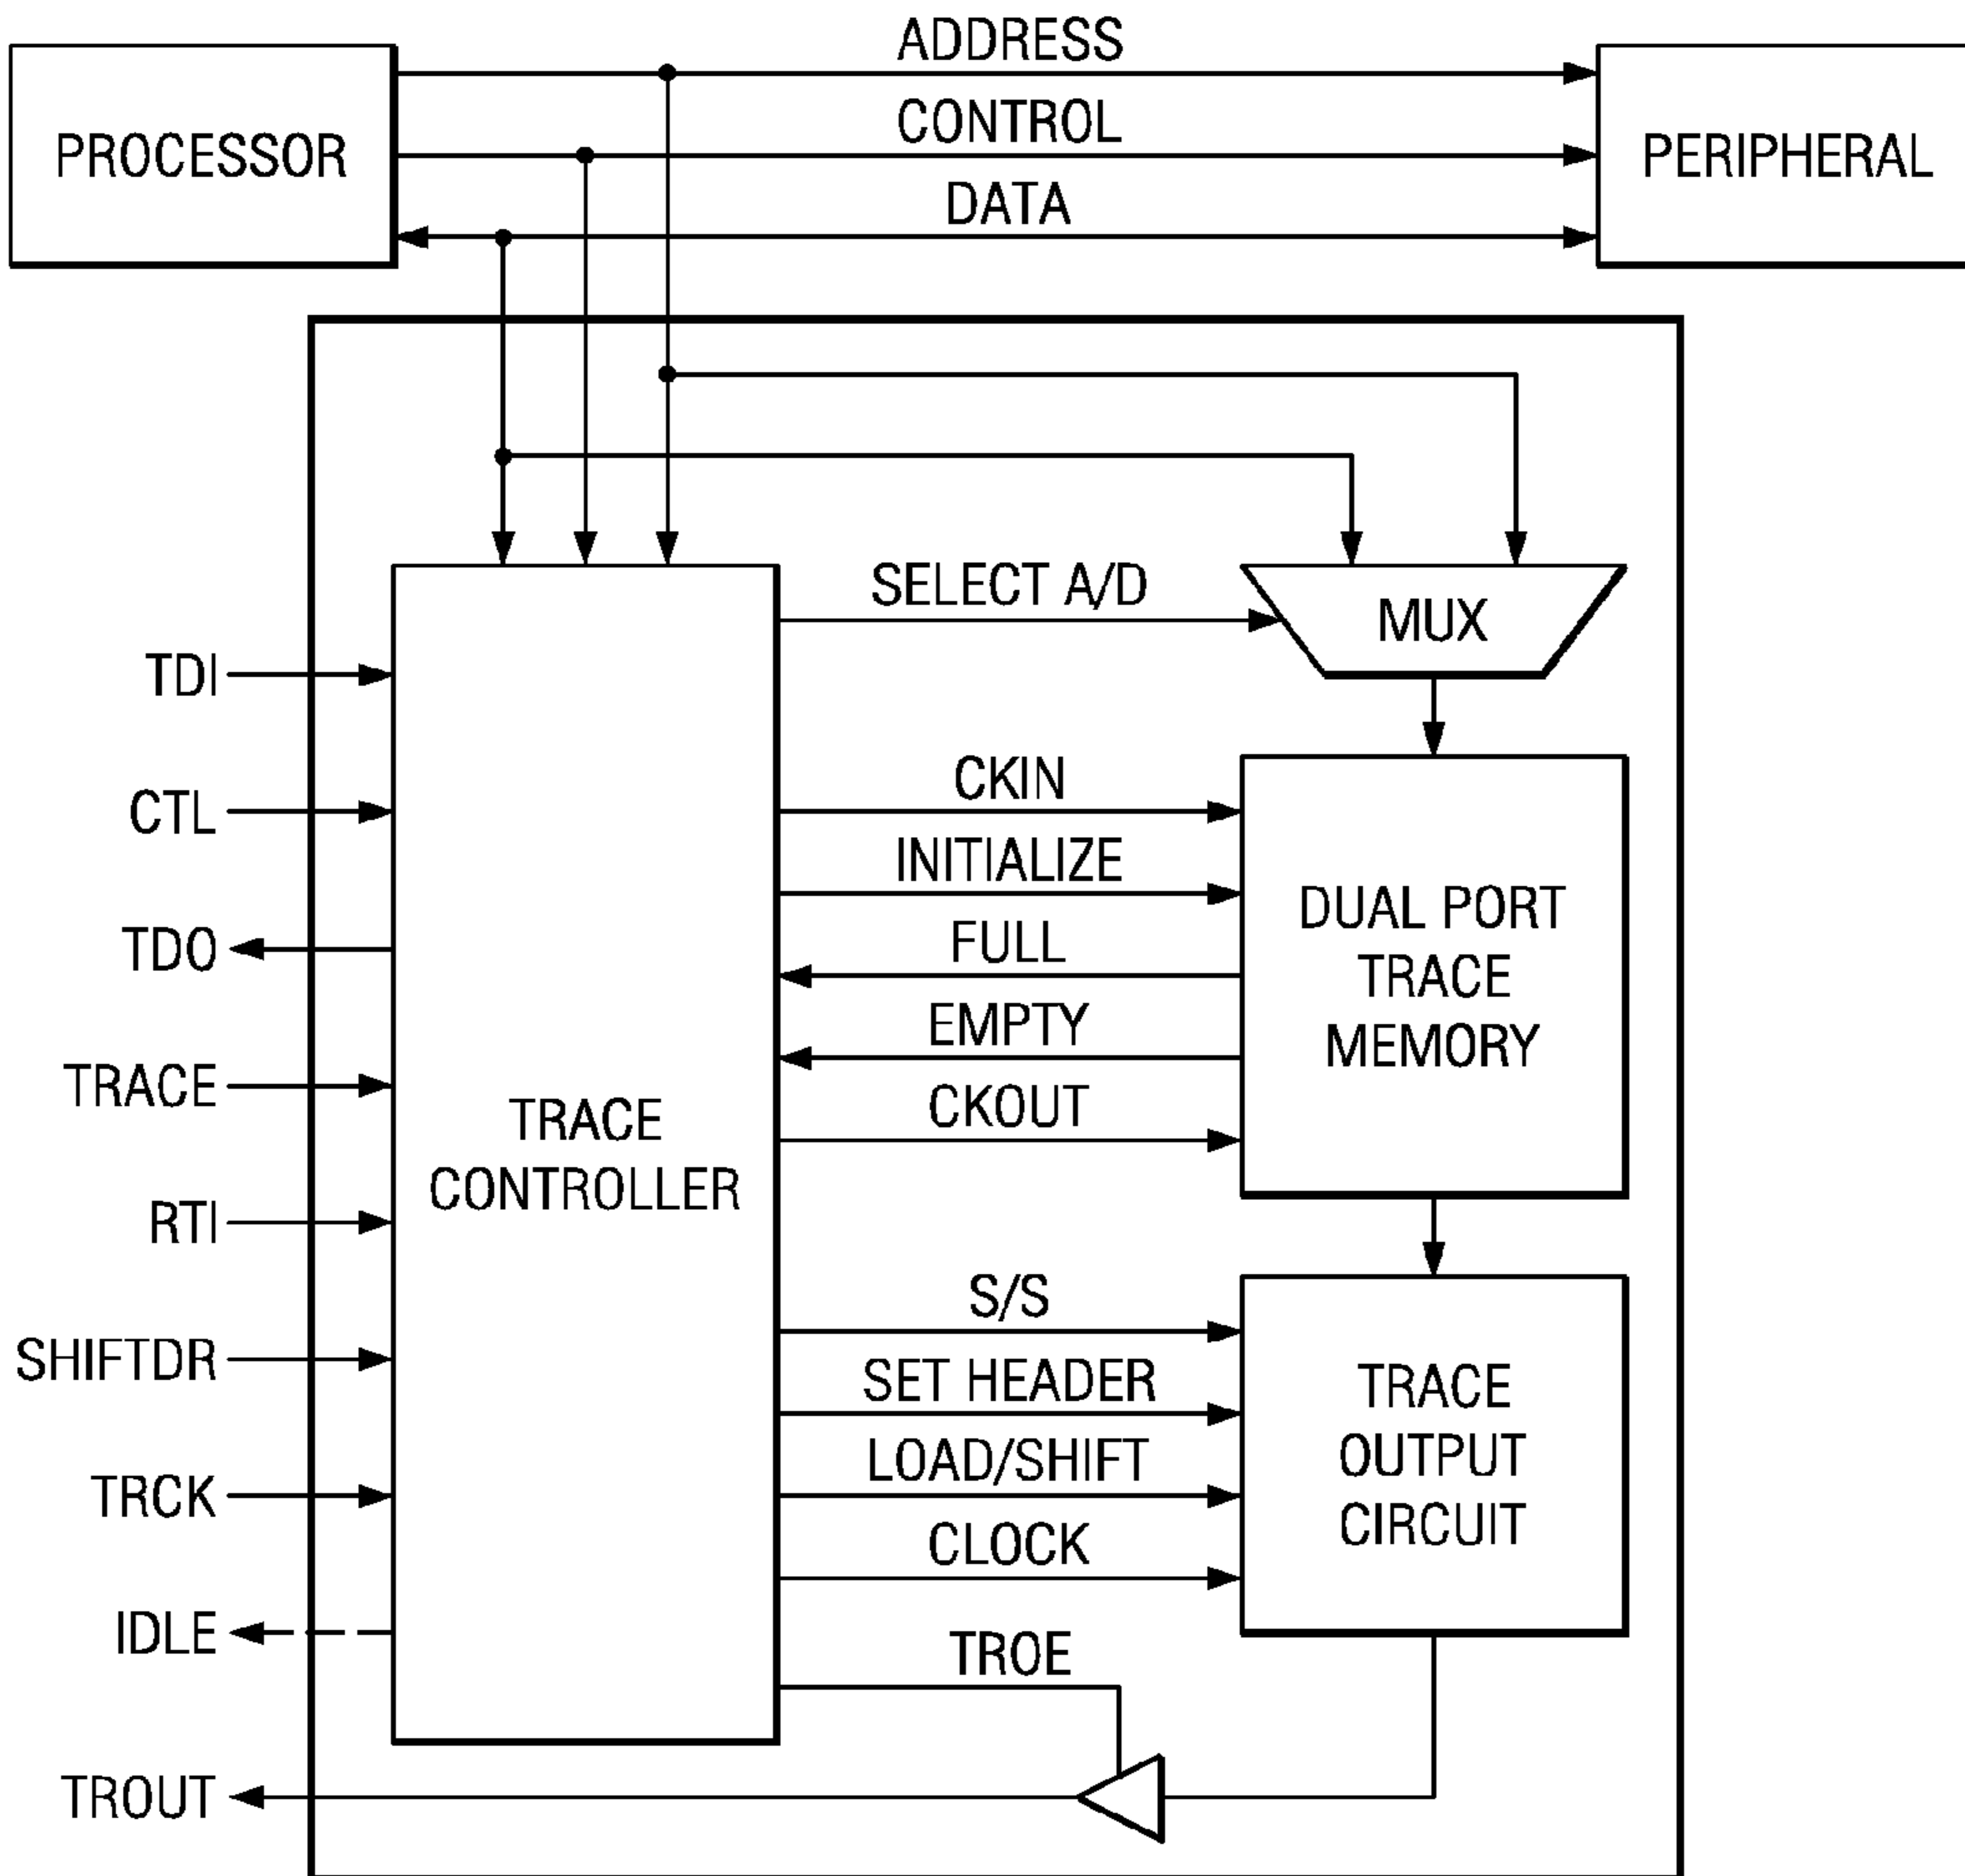 ADDRESS
PROCESSOR
CONTROL
PERIPHERAL
DATA
SELECT A/D
MUX
TDI
CKIN
CTL
INITIALIZE
DUAL PORT
TRACE
MEMORY
FULL
TDO
EMPTY
TRACE
CKOUT
TRACE
CONTROLLER
RTI
S/S
SHIFTDR
SET HEADER
TRACE
OUTPUT
CIRCUIT
LOAD/SHIFT
TRCK
CLOCK
IDLE
TROE
TROUT